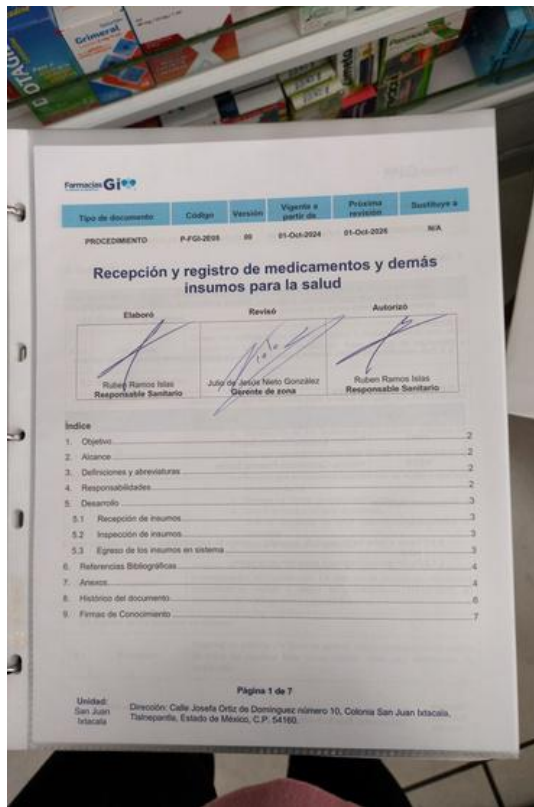 Grimeral
Farmacias Gi
Tipo de documento Código Versión Vigente a partir de Próxima revisión Sustituye a
PROCEDIMIENTO P-FGI-2E05 00 01-Oct-2024 01-Oct-2026 N/A
Recepción y registro de medicamentos y demás
insumos para la salud
Elaboró Revisó Autorizó
Ruben Ramos Islas Julio de Jesús Nieto González Ruben Ramos Islas
Responsable Sanitario Gerente de zona Responsable Sanitario
Índice
1. Objetivo 2
2. Alcance 2
3. Definiciones y abreviaturas 2
4. Responsabilidades 2
5. Desarrollo 3
5.1 Recepción de insumos 3
5.2 Inspección de insumos 3
5.3 Egreso de los insumos en sistema 3
6. Referencias Bibliográficas 4
7. Anexos 4
8. Histórico del documento 6
9. Firmas de Conocimiento 7
Página 1 de 7
Unidad:
San Juan
Ixtacala
Dirección: Calle Josefa Ortiz de Domínguez número 10, Colonia San Juan Ixtacala,
Tlalnepantla, Estado de México, C.P. 54160.